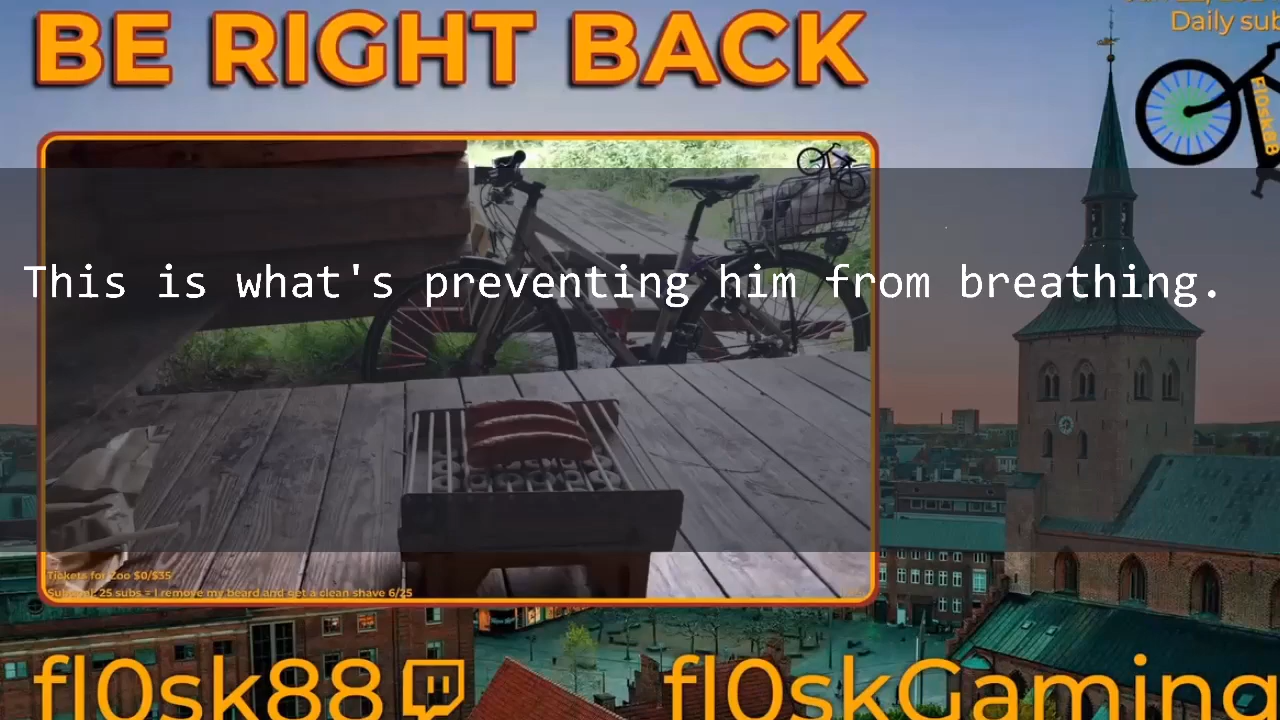 BE RIGHT BACK
Daily sub
fl0sk88
This is what's preventing him from breathing.
Tickets for Zoo $0/$35
Subgoal: 25 subs = I remove my beard and get a clean shave 6/25
fl0sk88
fl0skGaming